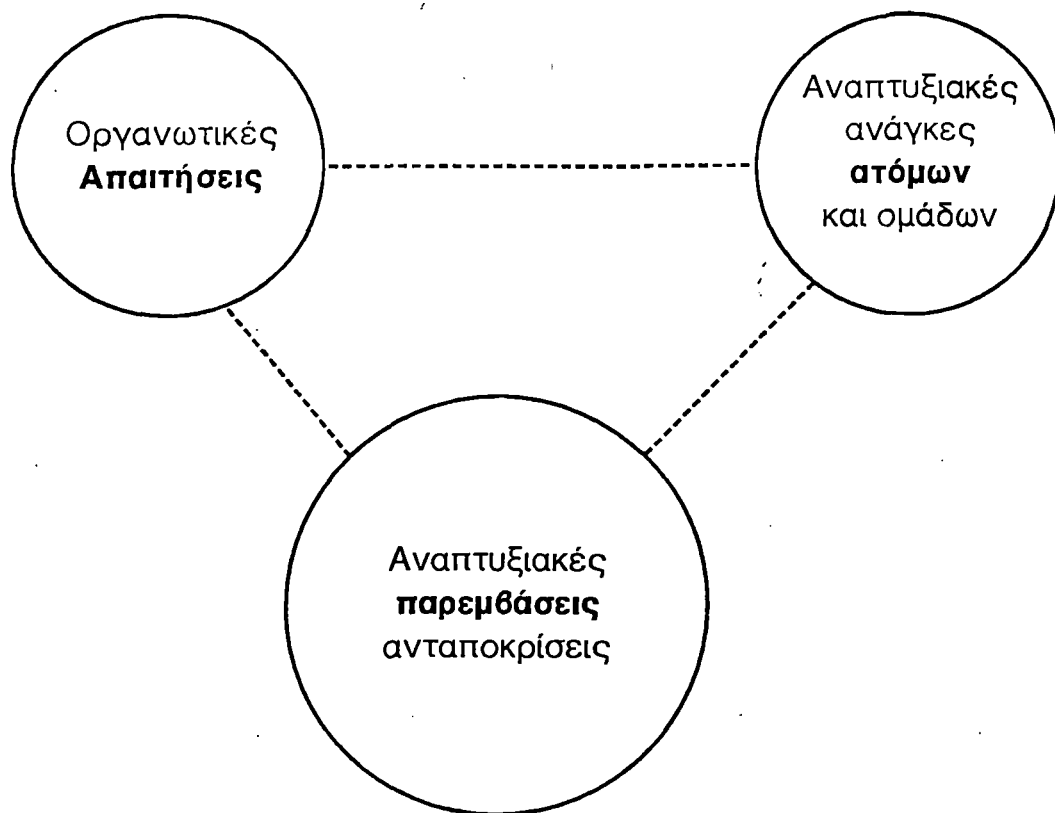 Οργανωτικές
Απαιτήσεις
Αναπτυξιακές
ανάγκες
ατόμων
και ομάδων
Αναπτυξιακές
παρεμβάσεις
ανταποκρίσεις